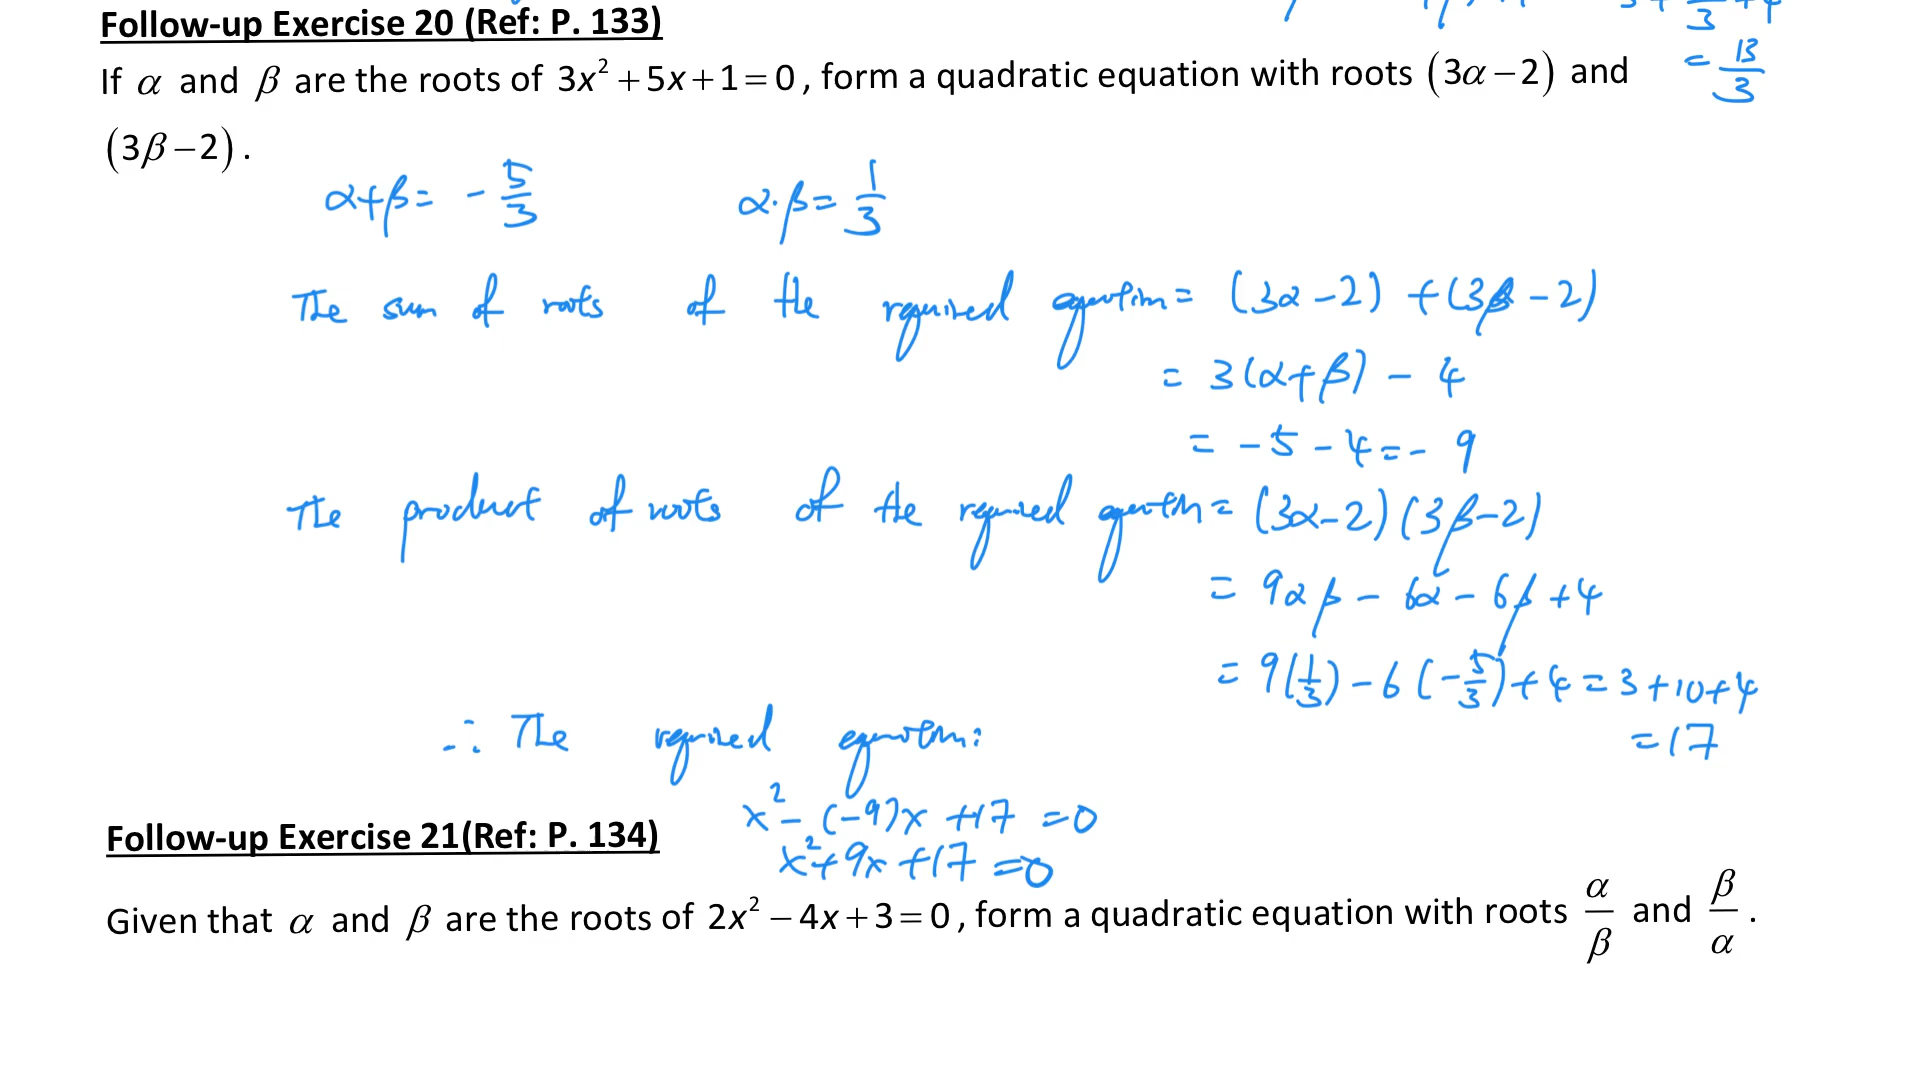 Follow-up Exercise 20 (Ref: P. 133)
= 13/3
If α and β are the roots of 3x² + 5x + 1 = 0, form a quadratic equation with roots (3α − 2) and
(3β − 2).
α+β = − 5/3    α·β = 1/3
The sum of roots of the required equation = (3α − 2) + (3β − 2)
= 3(α+β) − 4
= −5 − 4 = −9
The product of roots of the required equation = (3α−2)(3β−2)
= 9αβ − 6α − 6β + 4
= 9(1/3) − 6(−5/3) + 4 = 3+10+4
= 17
∴ The required equation:
x² − (−9)x + 17 = 0
x² + 9x + 17 = 0
Follow-up Exercise 21(Ref: P. 134)
Given that α and β are the roots of 2x² − 4x + 3 = 0, form a quadratic equation with roots α/β and β/α.